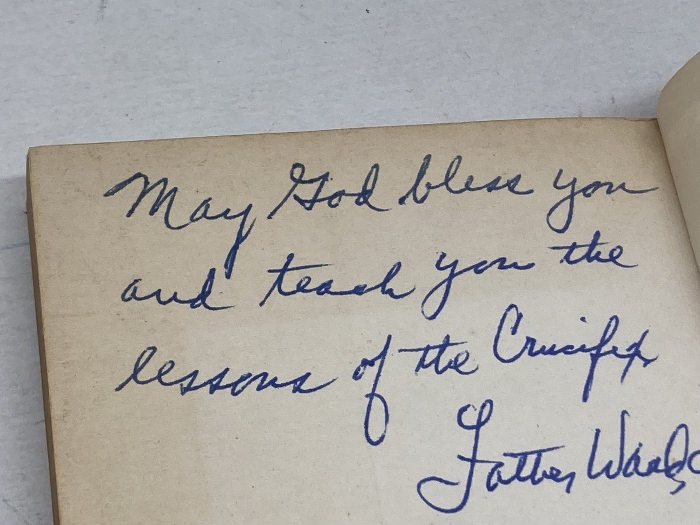 May God bless you
and teach you the
lessons of the Crucifix
Father